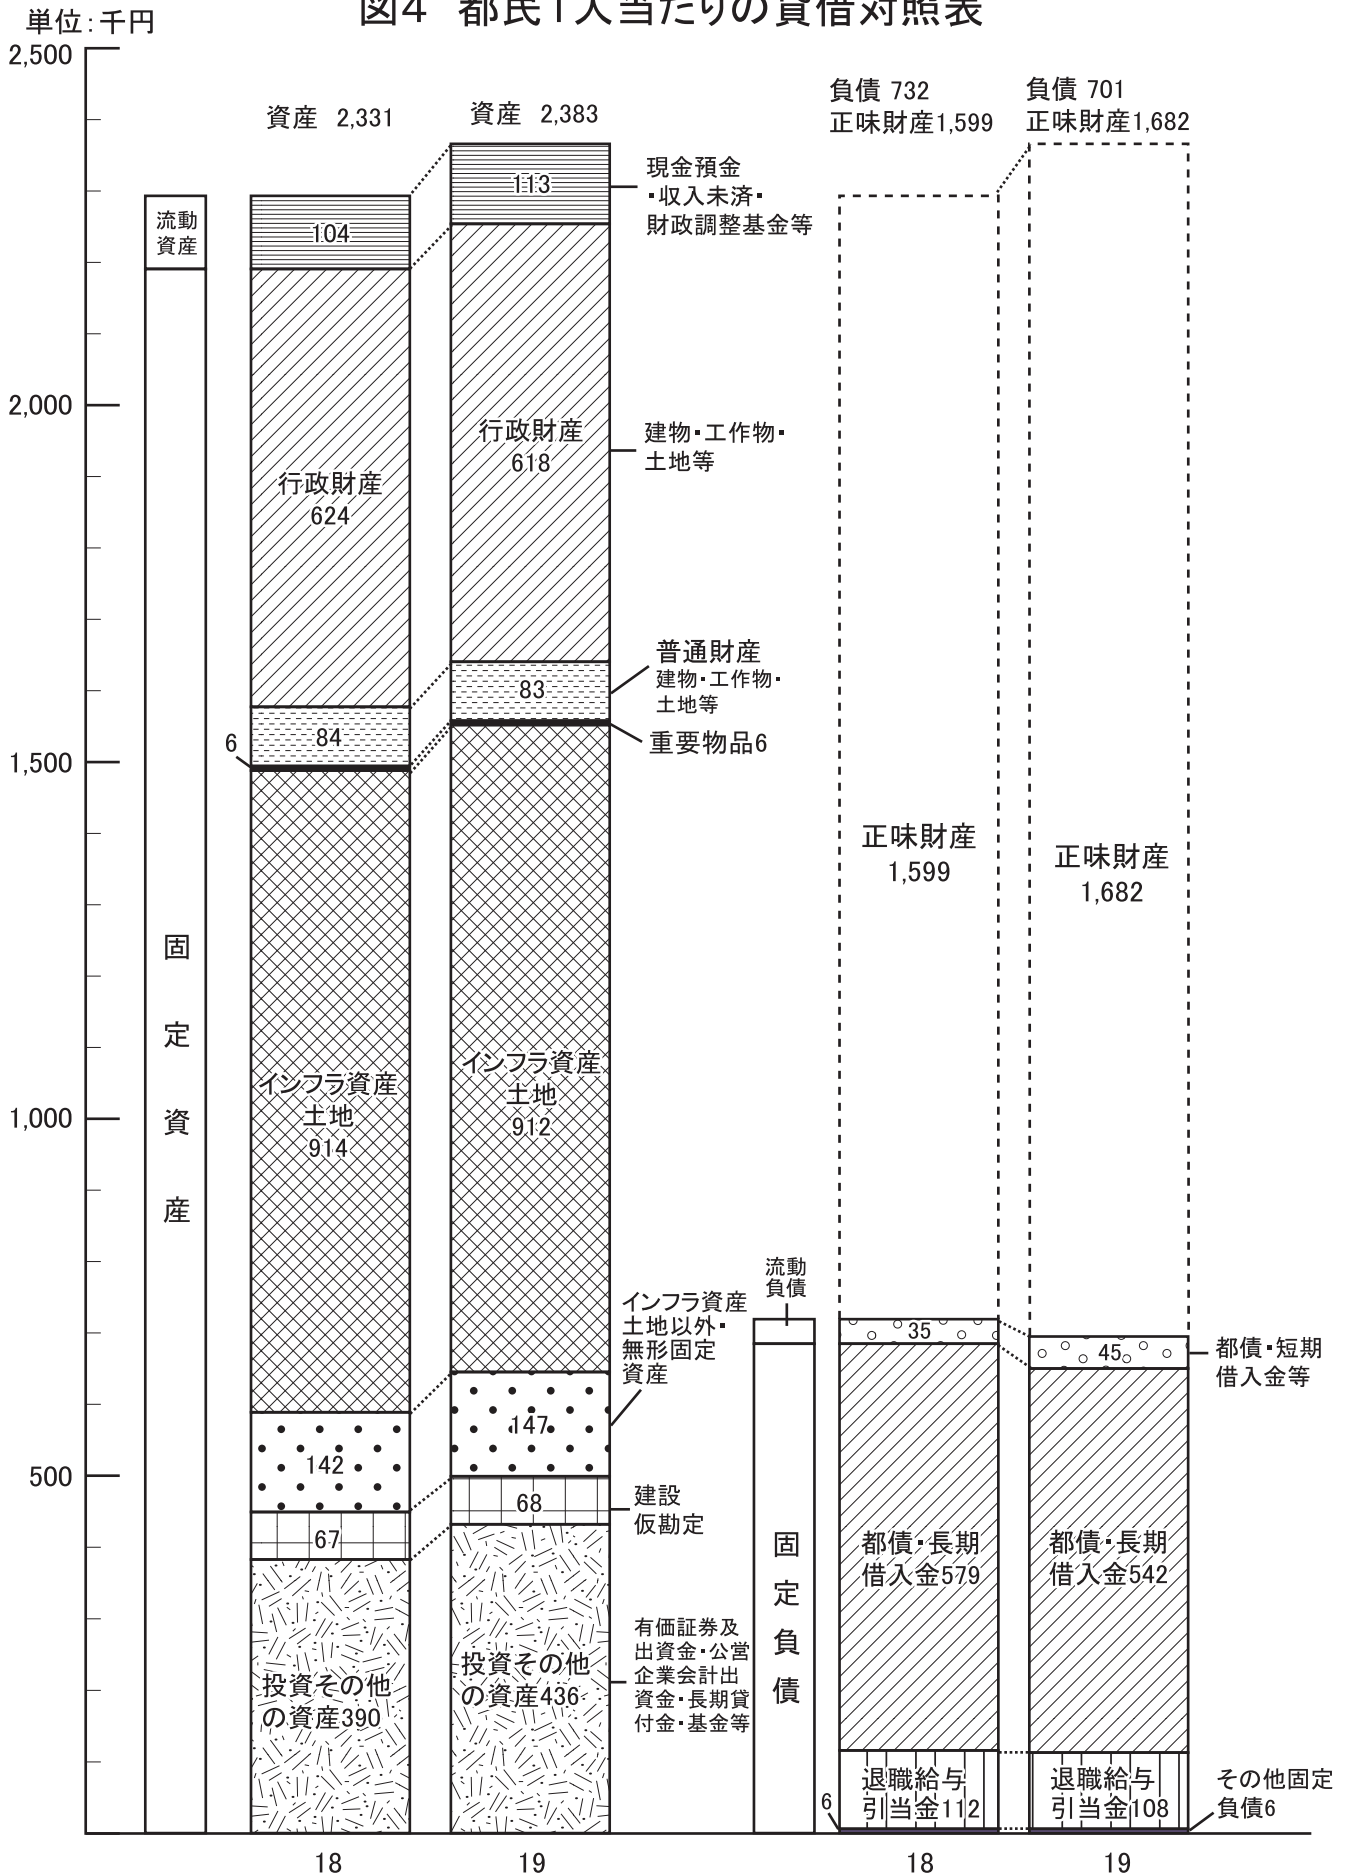 図4 都民1人当たりの貸借対照表
単位:千円
2,500
2,000
1,500
1,000
500
流動
資産
固
定
資
産
資産 2,331
104
行政財産
624
84
6
インフラ資産
土地
914
142
67
投資その他
の資産390
18
資産 2,383
113
行政財産
618
83
インフラ資産
土地
912
147
68
投資その他
の資産436
19
現金預金
・収入未済・
財政調整基金等
建物・工作物・
土地等
普通財産
建物・工作物・
土地等
重要物品6
インフラ資産
土地以外・
無形固定
資産
建設
仮勘定
有価証券及
出資金・公営
企業会計出
資金・長期貸
付金・基金等
流動
負債
固
定
負
債
負債 732
正味財産1,599
正味財産
1,599
35
都債・長期
借入金579
退職給与
引当金112
6
18
負債 701
正味財産1,682
正味財産
1,682
45
都債・長期
借入金542
退職給与
引当金108
19
都債・短期
借入金等
その他固定
負債6